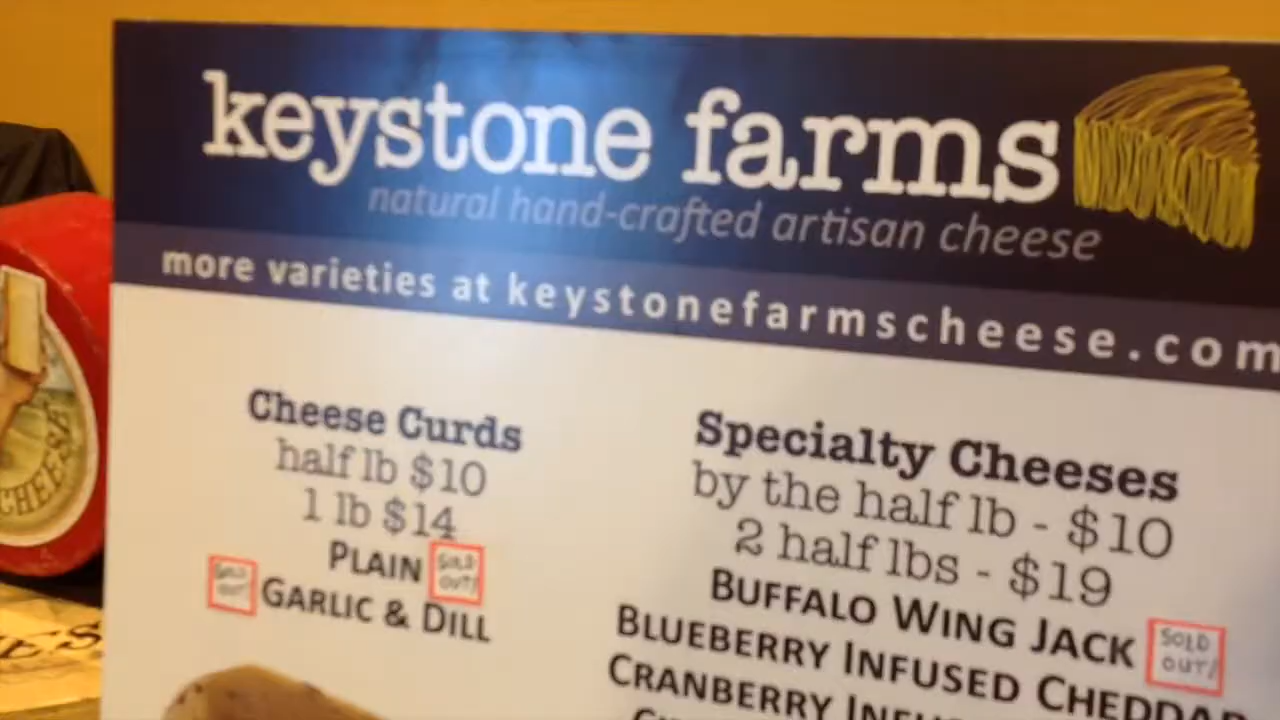 keystone farms
natural hand-crafted artisan cheese
more varieties at keystonefarmscheese.com
Cheese Curds
half lb $10
1 lb $14
PLAIN SOLD OUT!
SOLD OUT GARLIC & DILL
Specialty Cheeses
by the half lb - $10
2 half lbs - $19
BUFFALO WING JACK SOLD OUT!
BLUEBERRY INFUSED CHEDDAR
CRANBERRY
CHEESE